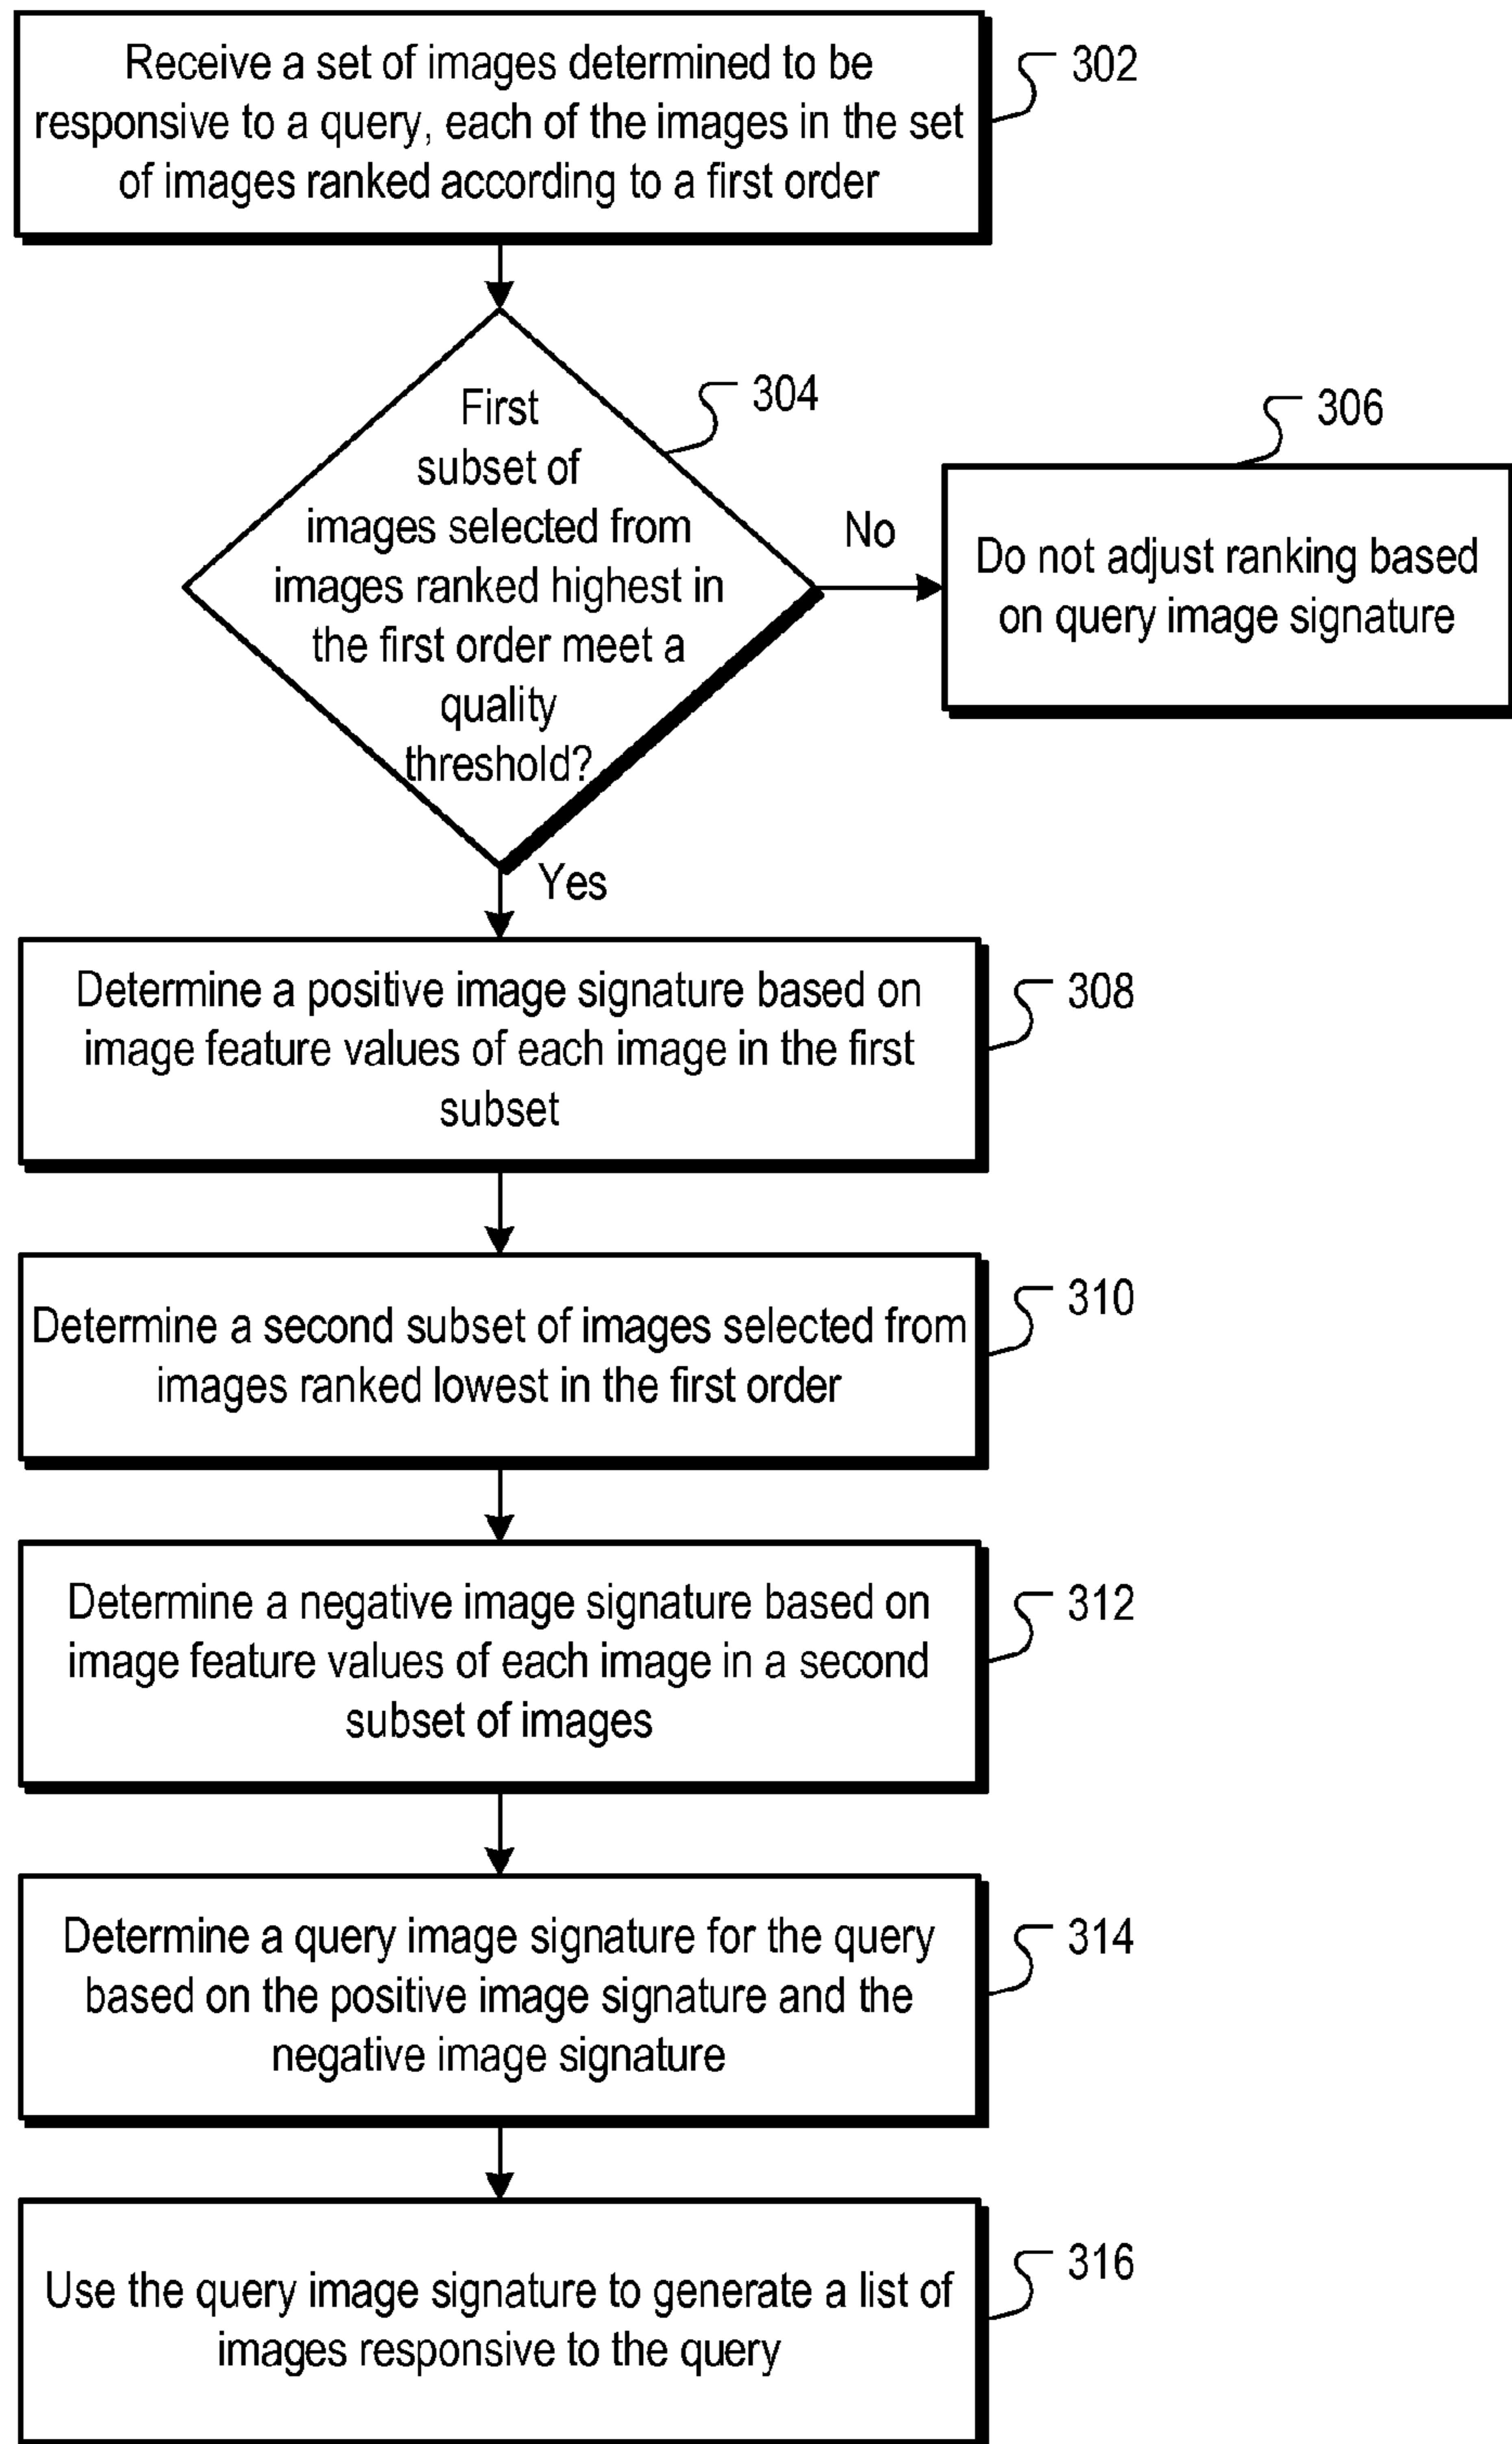 Receive a set of images determined to be
responsive to a query, each of the images in the set
of images ranked according to a first order
302
First
subset of
images selected from
images ranked highest in
the first order meet a
quality
threshold?
304
No
306
Do not adjust ranking based
on query image signature
Yes
Determine a positive image signature based on
image feature values of each image in the first
subset
308
Determine a second subset of images selected from
images ranked lowest in the first order
310
Determine a negative image signature based on
image feature values of each image in a second
subset of images
312
Determine a query image signature for the query
based on the positive image signature and the
negative image signature
314
Use the query image signature to generate a list of
images responsive to the query
316